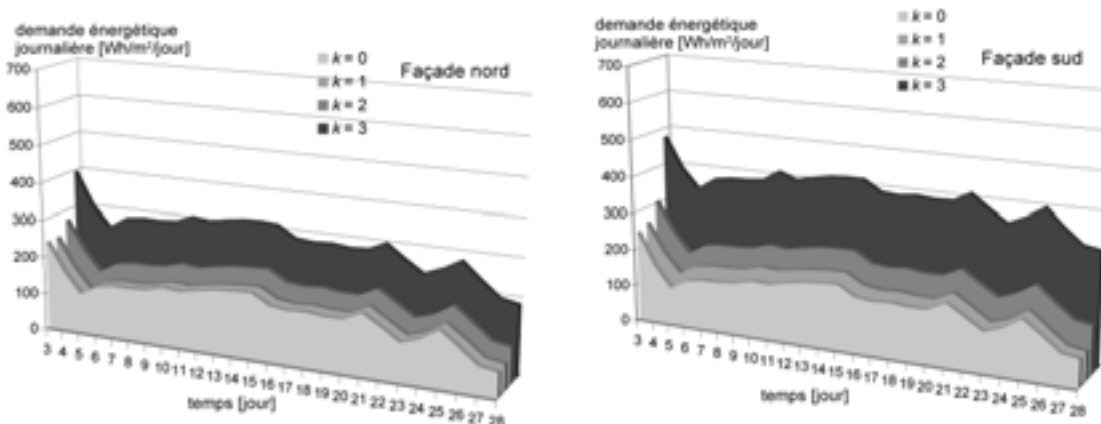 demande énergétique
journalière [Wh/m²/jour]
700
600
500
400
300
200
100
0
k = 0
k = 1
k = 2
k = 3
Façade nord
3 4 5 6 7 8 9 10 11 12 13 14 15 16 17 18 19 20 21 22 23 24 25 26 27 28
temps [jour]
demande énergétique
journalière [Wh/m²/jour]
700
600
500
400
300
200
100
0
k = 0
k = 1
k = 2
k = 3
Façade sud
3 4 5 6 7 8 9 10 11 12 13 14 15 16 17 18 19 20 21 22 23 24 25 26 27 28
temps [jour]